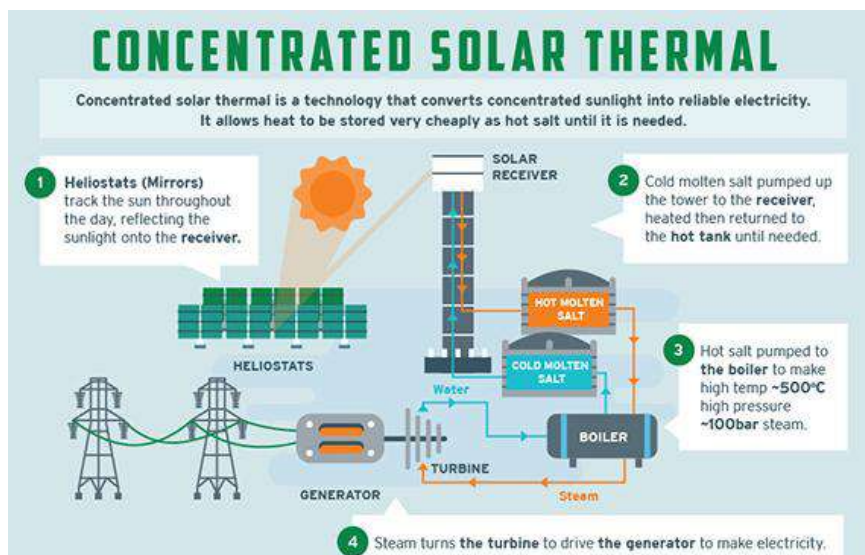 CONCENTRATED SOLAR THERMAL
Concentrated solar thermal is a technology that converts concentrated sunlight into reliable electricity.
It allows heat to be stored very cheaply as hot salt until it is needed.
1
Heliostats (Mirrors)
track the sun throughout
the day, reflecting the
sunlight onto the receiver.
SOLAR
RECEIVER
2
Cold molten salt pumped up
the tower to the receiver,
heated then returned to
the hot tank until needed.
HELIOSTATS
HOT MOLTEN
SALT
COLD MOLTEN
SALT
3
Hot salt pumped to
the boiler to make
high temp ~500°C
high pressure
~100bar steam.
Water
BOILER
TURBINE
GENERATOR
Steam
4
Steam turns the turbine to drive the generator to make electricity.